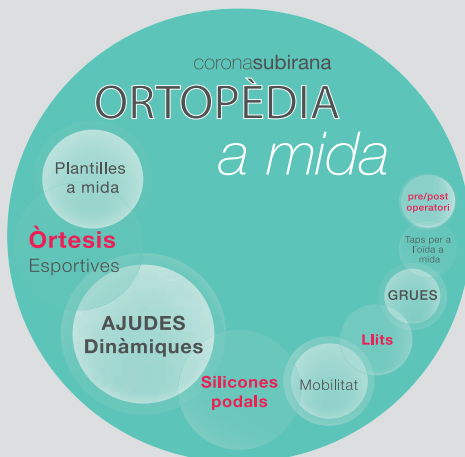 coronasubirana
ORTOPÈDIA
a mida
Plantilles
a mida
Òrtesis
Esportives
AJUDES
Dinàmiques
Silicones
podals
Mobilitat
Llits
GRUES
Taps per a
l'oïda a
mida
pre/post
operatori